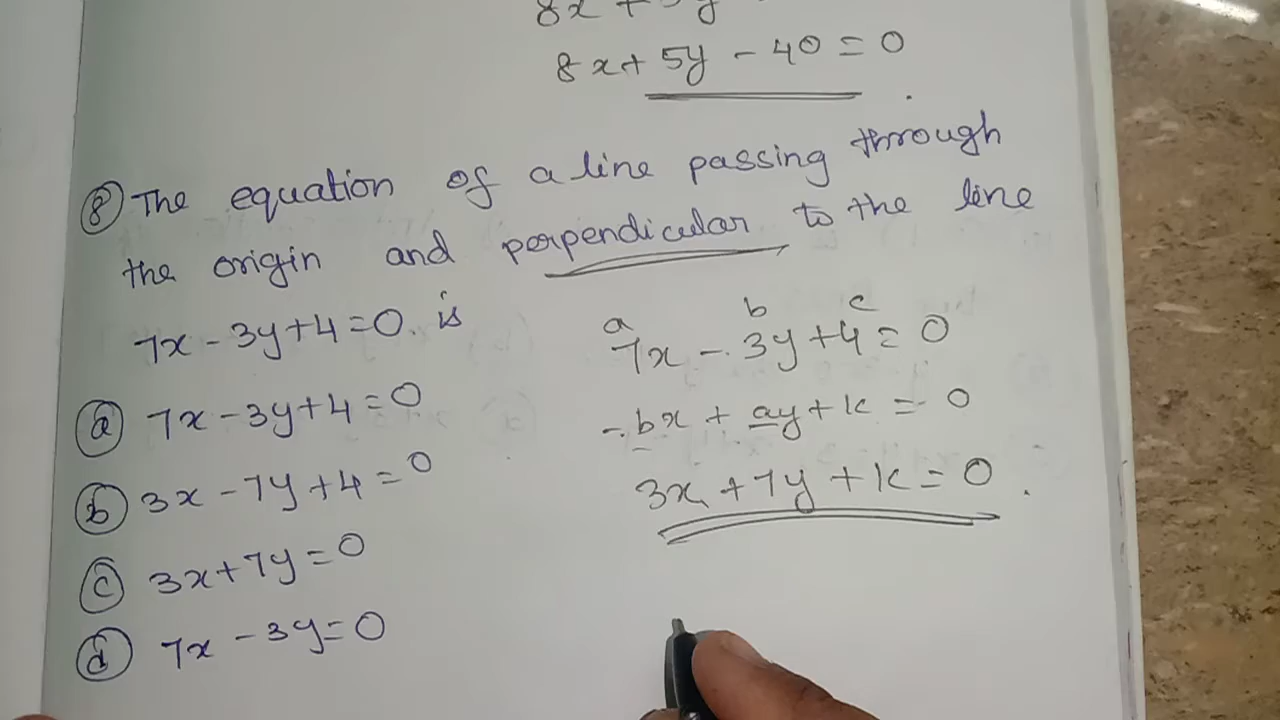 8x + 5y
8x + 5y - 40 = 0
⑧ The equation of a line passing through
the origin and perpendicular to the line
7x - 3y + 4 = 0. is
ⓐ 7x - 3y + 4 = 0
ⓑ 3x - 7y + 4 = 0
ⓒ 3x + 7y = 0
ⓓ 7x - 3y = 0
a b c
7x - 3y + 4 = 0
- bx + ay + k = 0
3x + 7y + k = 0.